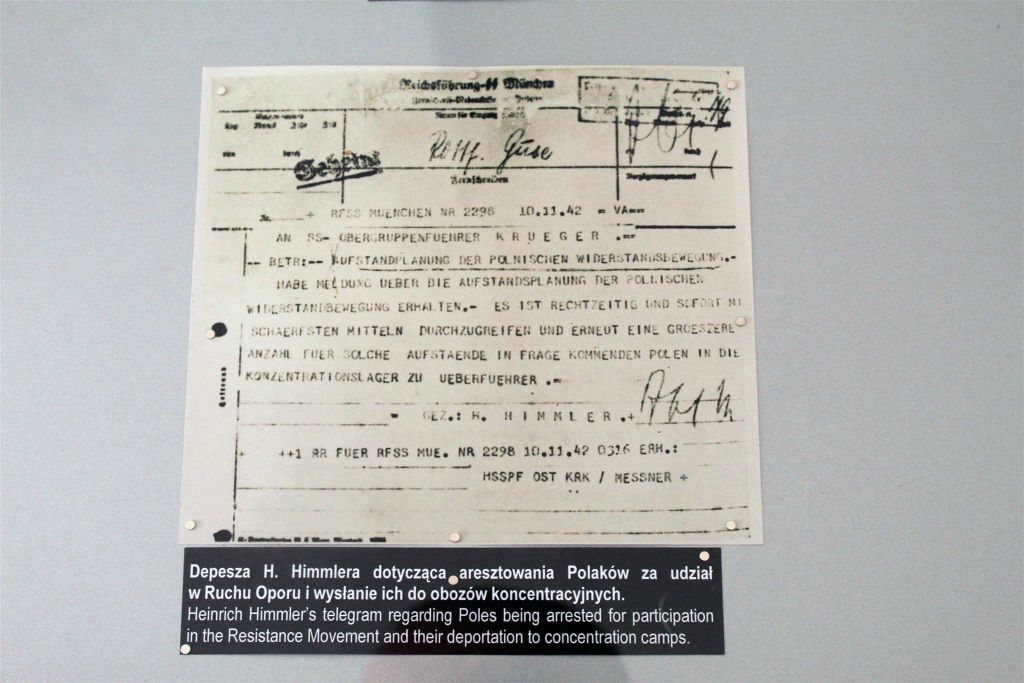 Reichsführung-SS München
Geheim
Fernschreiben
+ RFSS MUENCHEN NR 2298 10.11.42 = VA==
AN SS- OBERGRUPPENFUEHRER K R U E G E R .=-
-- BETR:-- AUFSTANDPLANUNG DER POLNISCHEN WIDERSTANDSBEWEGUNG.-
HABE MELDUNG UEBER DIE AUFSTANDSPLANUNG DER POLNISCHEN
WIDERSTANDBEWEGUNG ERHALTEN.- ES IST RECHTZEITIG UND SOFORT MI
SCHAERFSTEN MITTELN DURCHZUGREIFEN UND ERNEUT EINE GROESZERE
ANZAHL FUER SOLCHE AUFSTAENDE IN FRAGE KOMMENDEN POLEN IN DIE
KONZENTRATIONSLAGER ZU UEBERFUEHRER .=
= GEZ.: H. H I M M L E R .+
++1 RR FUER RFSS MUE. NR 2298 10.11.42 0316 ERH.:
HSSPF OST KRK / MESSNER +
Depesza H. Himmlera dotycząca aresztowania Polaków za udział
w Ruchu Oporu i wysłanie ich do obozów koncentracyjnych.
Heinrich Himmler's telegram regarding Poles being arrested for participation
in the Resistance Movement and their deportation to concentration camps.